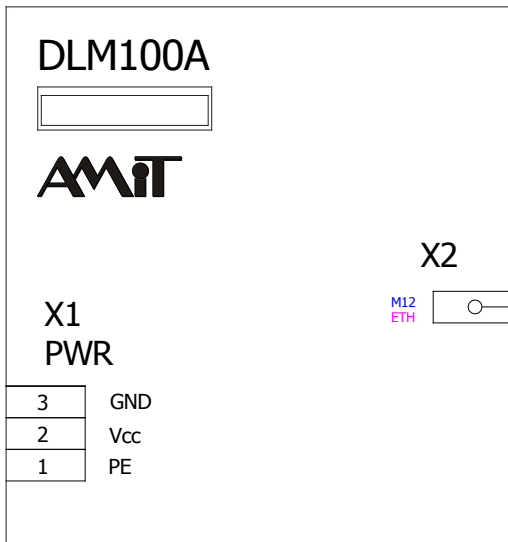 DLM100A
AMiT
X2
M12
ETH
X1
PWR
3 GND
2 Vcc
1 PE